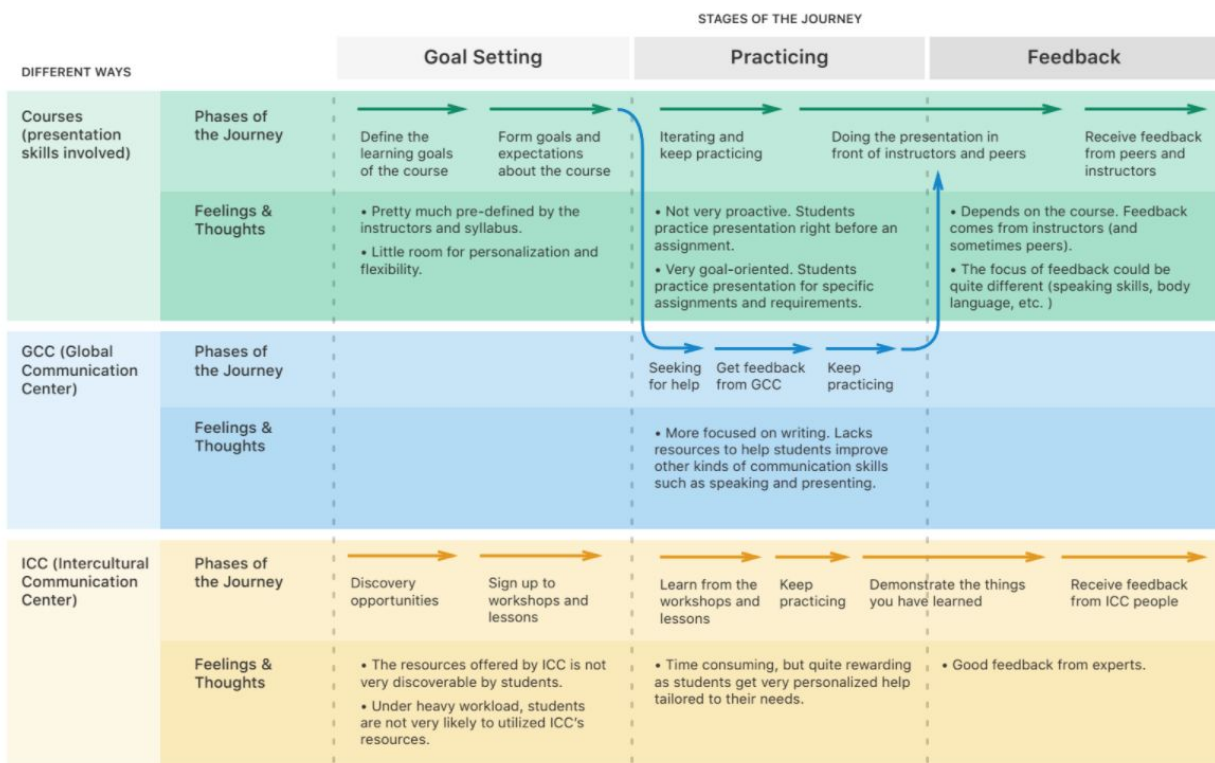 STAGES OF THE JOURNEY
DIFFERENT WAYS
Goal Setting
Practicing
Feedback
Courses
(presentation
skills involved)
Phases of
the Journey
Define the
learning goals
of the course
Form goals and
expectations
about the course
Iterating and
keep practicing
Doing the presentation in
front of instructors and peers
Receive feedback
from peers and
instructors
Feelings &
Thoughts
• Pretty much pre-defined by the
instructors and syllabus.
• Little room for personalization and
flexibility.
• Not very proactive. Students
practice presentation right before an
assignment.
• Very goal-oriented. Students
practice presentation for specific
assignments and requirements.
• Depends on the course. Feedback
comes from instructors (and
sometimes peers).
• The focus of feedback could be
quite different (speaking skills, body
language, etc. )
GCC (Global
Communication
Center)
Phases of
the Journey
Seeking
for help
Get feedback
from GCC
Keep
practicing
Feelings &
Thoughts
• More focused on writing. Lacks
resources to help students improve
other kinds of communication skills
such as speaking and presenting.
ICC (Intercultural
Communication
Center)
Phases of
the Journey
Discovery
opportunities
Sign up to
workshops and
lessons
Learn from the
workshops and
lessons
Keep
practicing
Demonstrate the things
you have learned
Receive feedback
from ICC people
Feelings &
Thoughts
• The resources offered by ICC is not
very discoverable by students.
• Under heavy workload, students
are not very likely to utilized ICC's
resources.
• Time consuming, but quite rewarding
as students get very personalized help
tailored to their needs.
• Good feedback from experts.